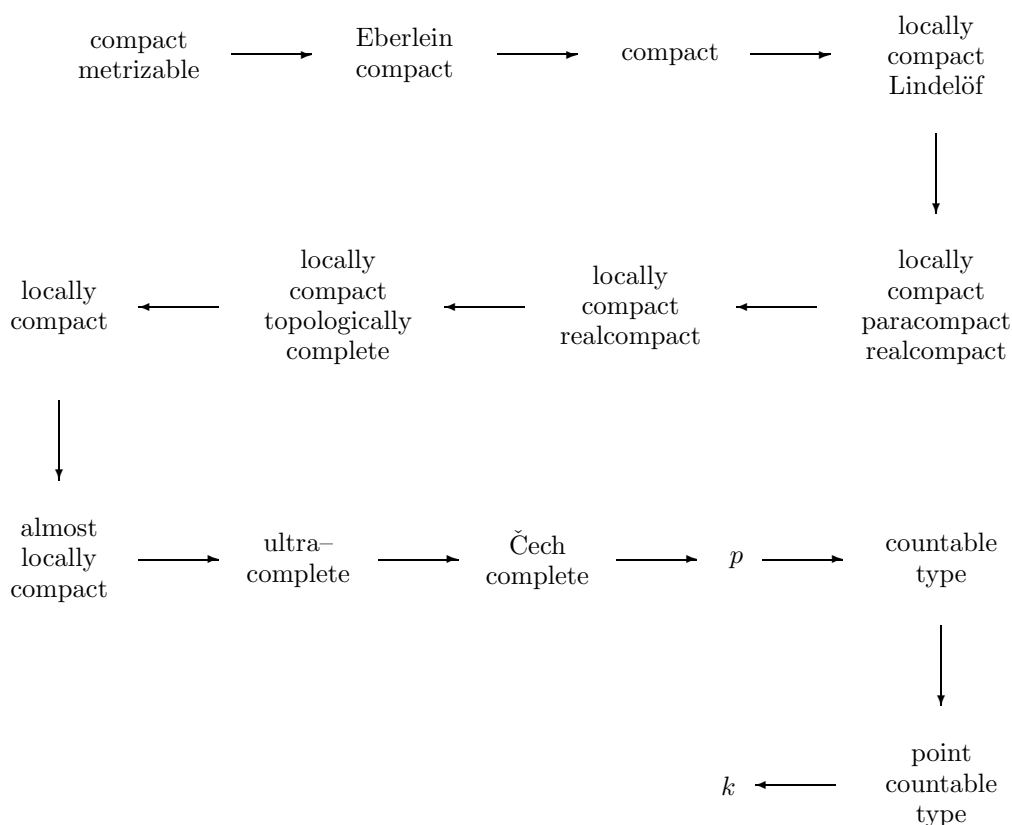 compact
metrizable
Eberlein
compact
compact
locally
compact
Lindelöf
locally
compact
locally
compact
topologically
complete
locally
compact
realcompact
locally
compact
paracompact
realcompact
almost
locally
compact
ultra–
complete
Čech
complete
p
countable
type
k
point
countable
type